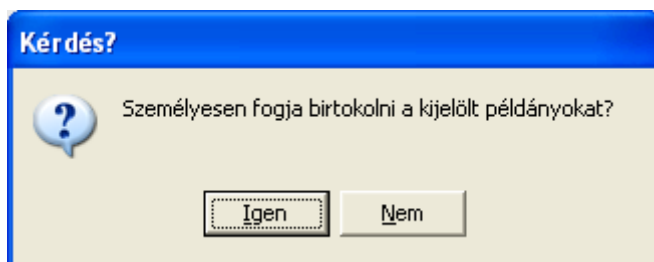 Kérdés?
Személyesen fogja birtokolni a kijelölt példányokat?
Igen
Nem